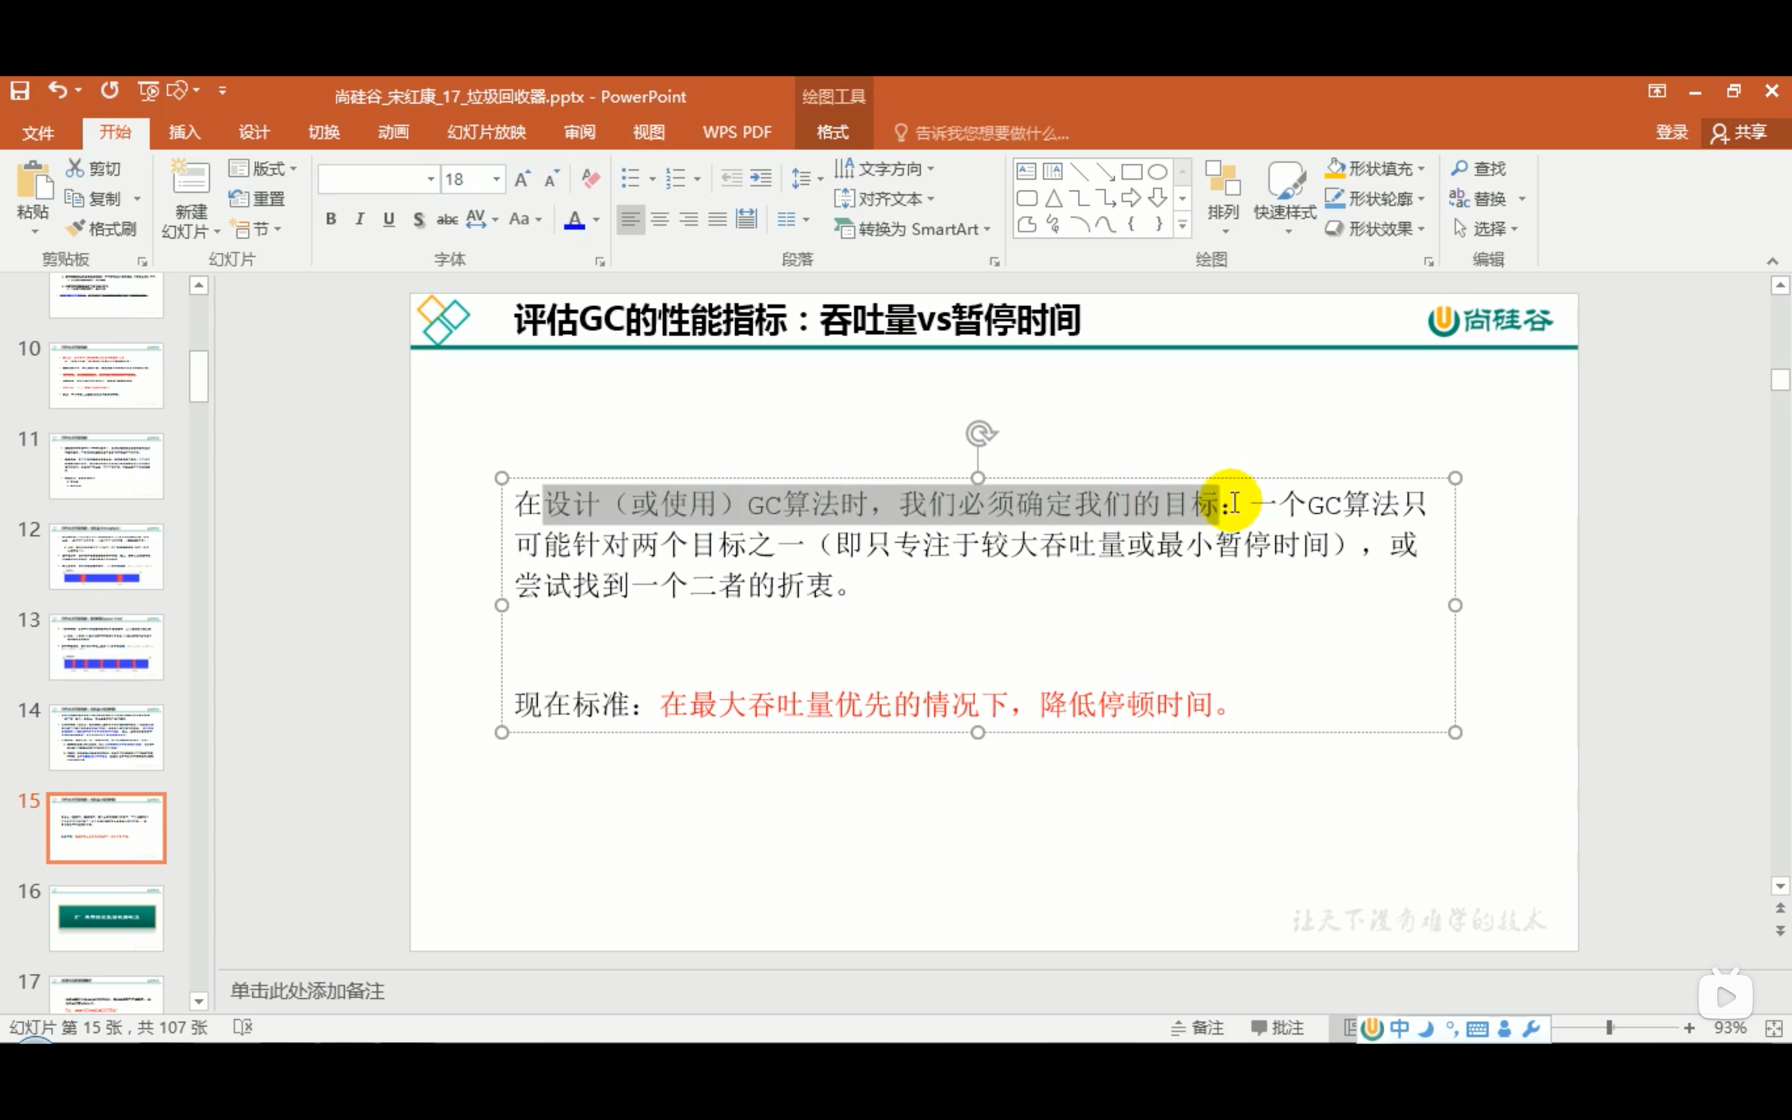 尚硅谷_宋红康_17_垃圾回收器.pptx - PowerPoint
绘图工具
文件 开始 插入 设计 切换 动画 幻灯片放映 审阅 视图 WPS PDF 格式 告诉我您想要做什么... 登录 共享
粘贴 剪切 复制 格式刷
新建幻灯片 版式 重置 节
18
B I U S abc AV Aa A
文字方向 对齐文本 转换为 SmartArt
排列 快速样式 形状填充 形状轮廓 形状效果
查找 替换 选择
剪贴板 幻灯片 字体 段落 绘图 编辑
10
11
12
13
14
15
16
17
评估GC的性能指标：吞吐量vs暂停时间
尚硅谷
在设计（或使用）GC算法时，我们必须确定我们的目标：一个GC算法只
可能针对两个目标之一（即只专注于较大吞吐量或最小暂停时间），或
尝试找到一个二者的折衷。
现在标准：在最大吞吐量优先的情况下，降低停顿时间。
让天下没有难学的技术
单击此处添加备注
幻灯片 第 15 张，共 107 张 备注 批注 中 93%